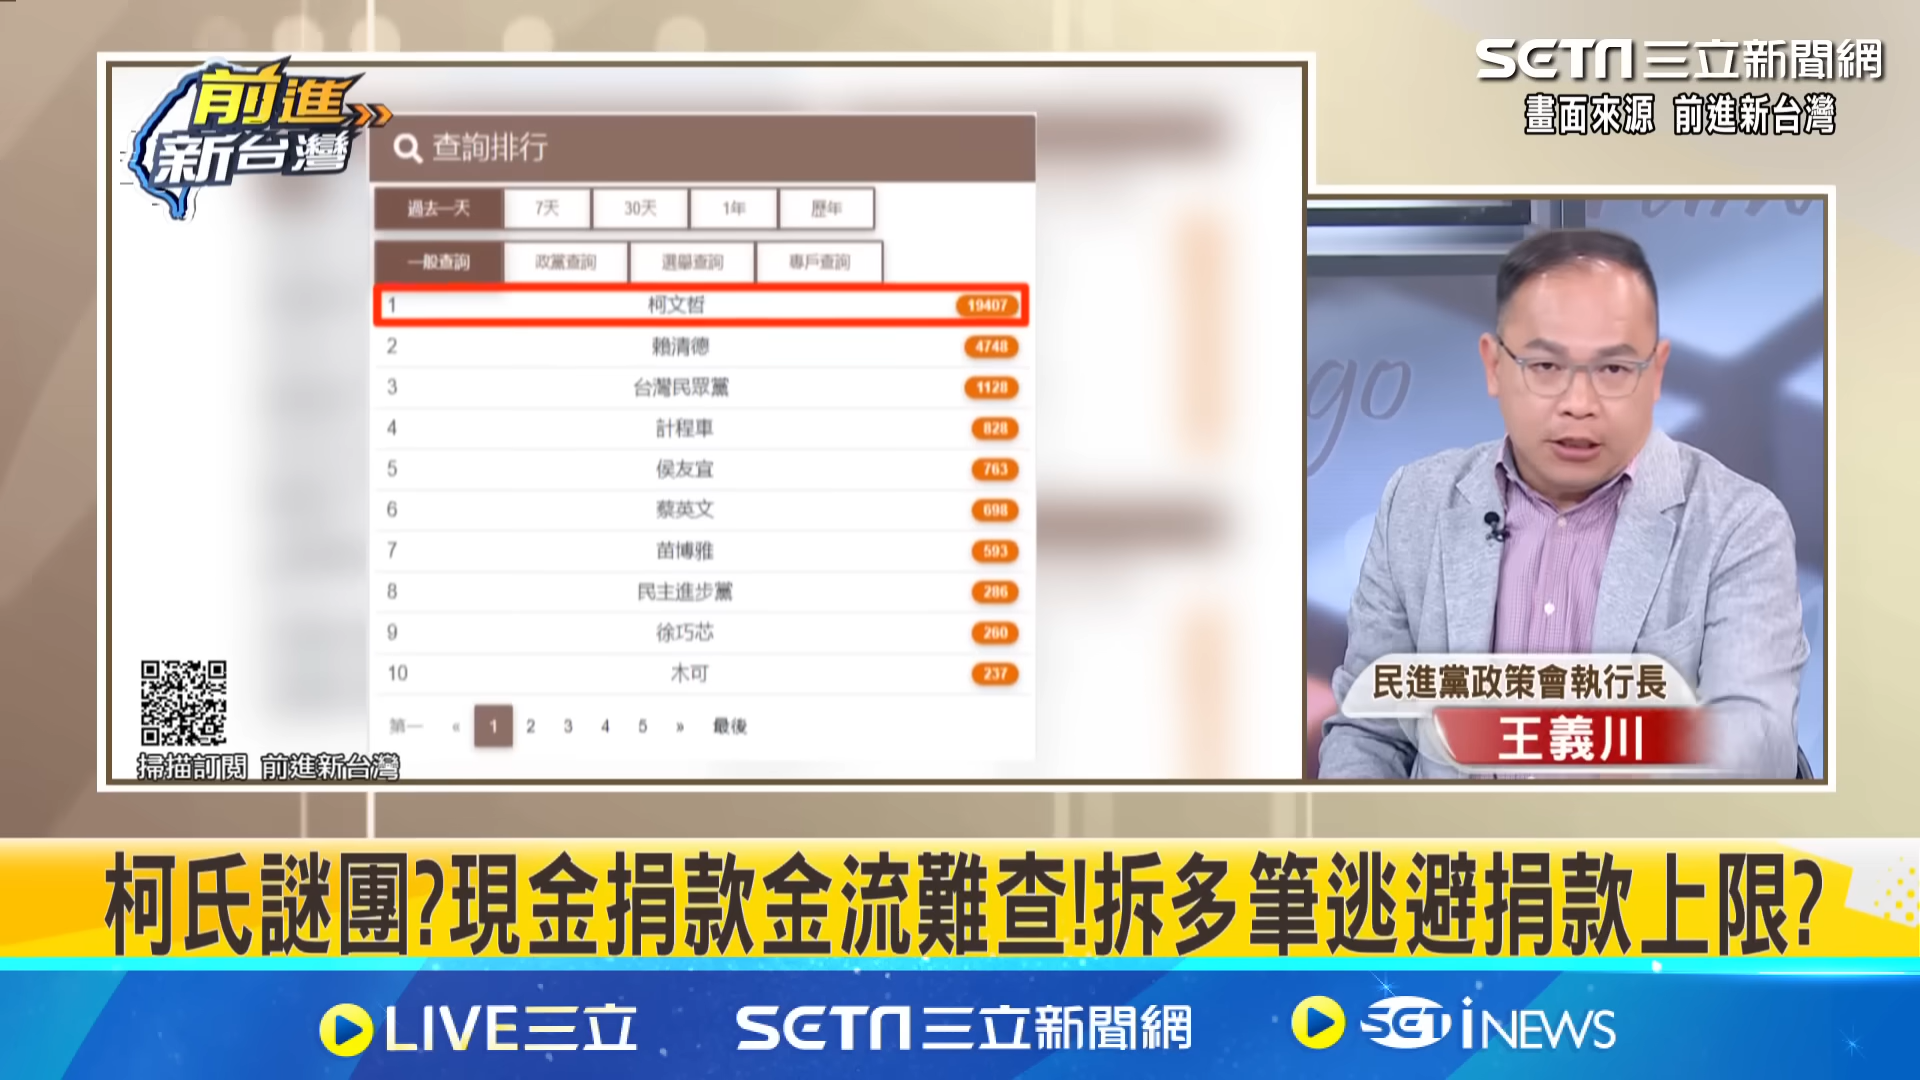 SETN三立新聞網
畫面來源 前進新台灣
前進
新台灣
查詢排行
過去一天 7天 30天 1年 歷年
一般查詢 政黨查詢 選舉查詢 專戶查詢
1 柯文哲 19407
2 賴清德 4748
3 台灣民眾黨 1128
4 計程車 828
5 侯友宜 763
6 蔡英文 698
7 苗博雅 593
8 民主進步黨 286
9 徐巧芯 260
10 木可 237
第一 « 1 2 3 4 5 » 最後
掃描訂閱 前進新台灣
go
民進黨政策會執行長
王義川
柯氏謎團?現金捐款金流難查!拆多筆逃避捐款上限?
LIVE三立 SETN三立新聞網 SET iNEWS